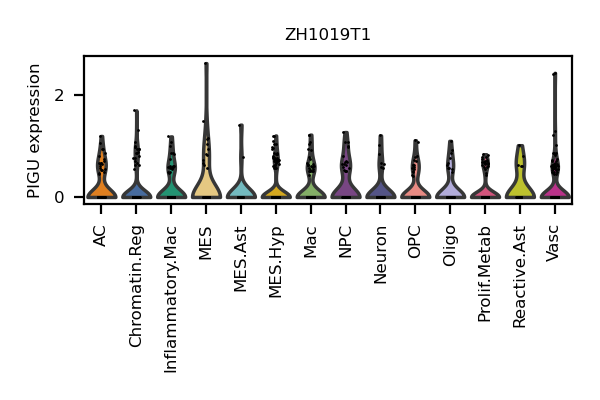 ZH1019T1
PIGU expression
2
0
AC
Chromatin.Reg
Inflammatory.Mac
MES
MES.Ast
MES.Hyp
Mac
NPC
Neuron
OPC
Oligo
Prolif.Metab
Reactive.Ast
Vasc